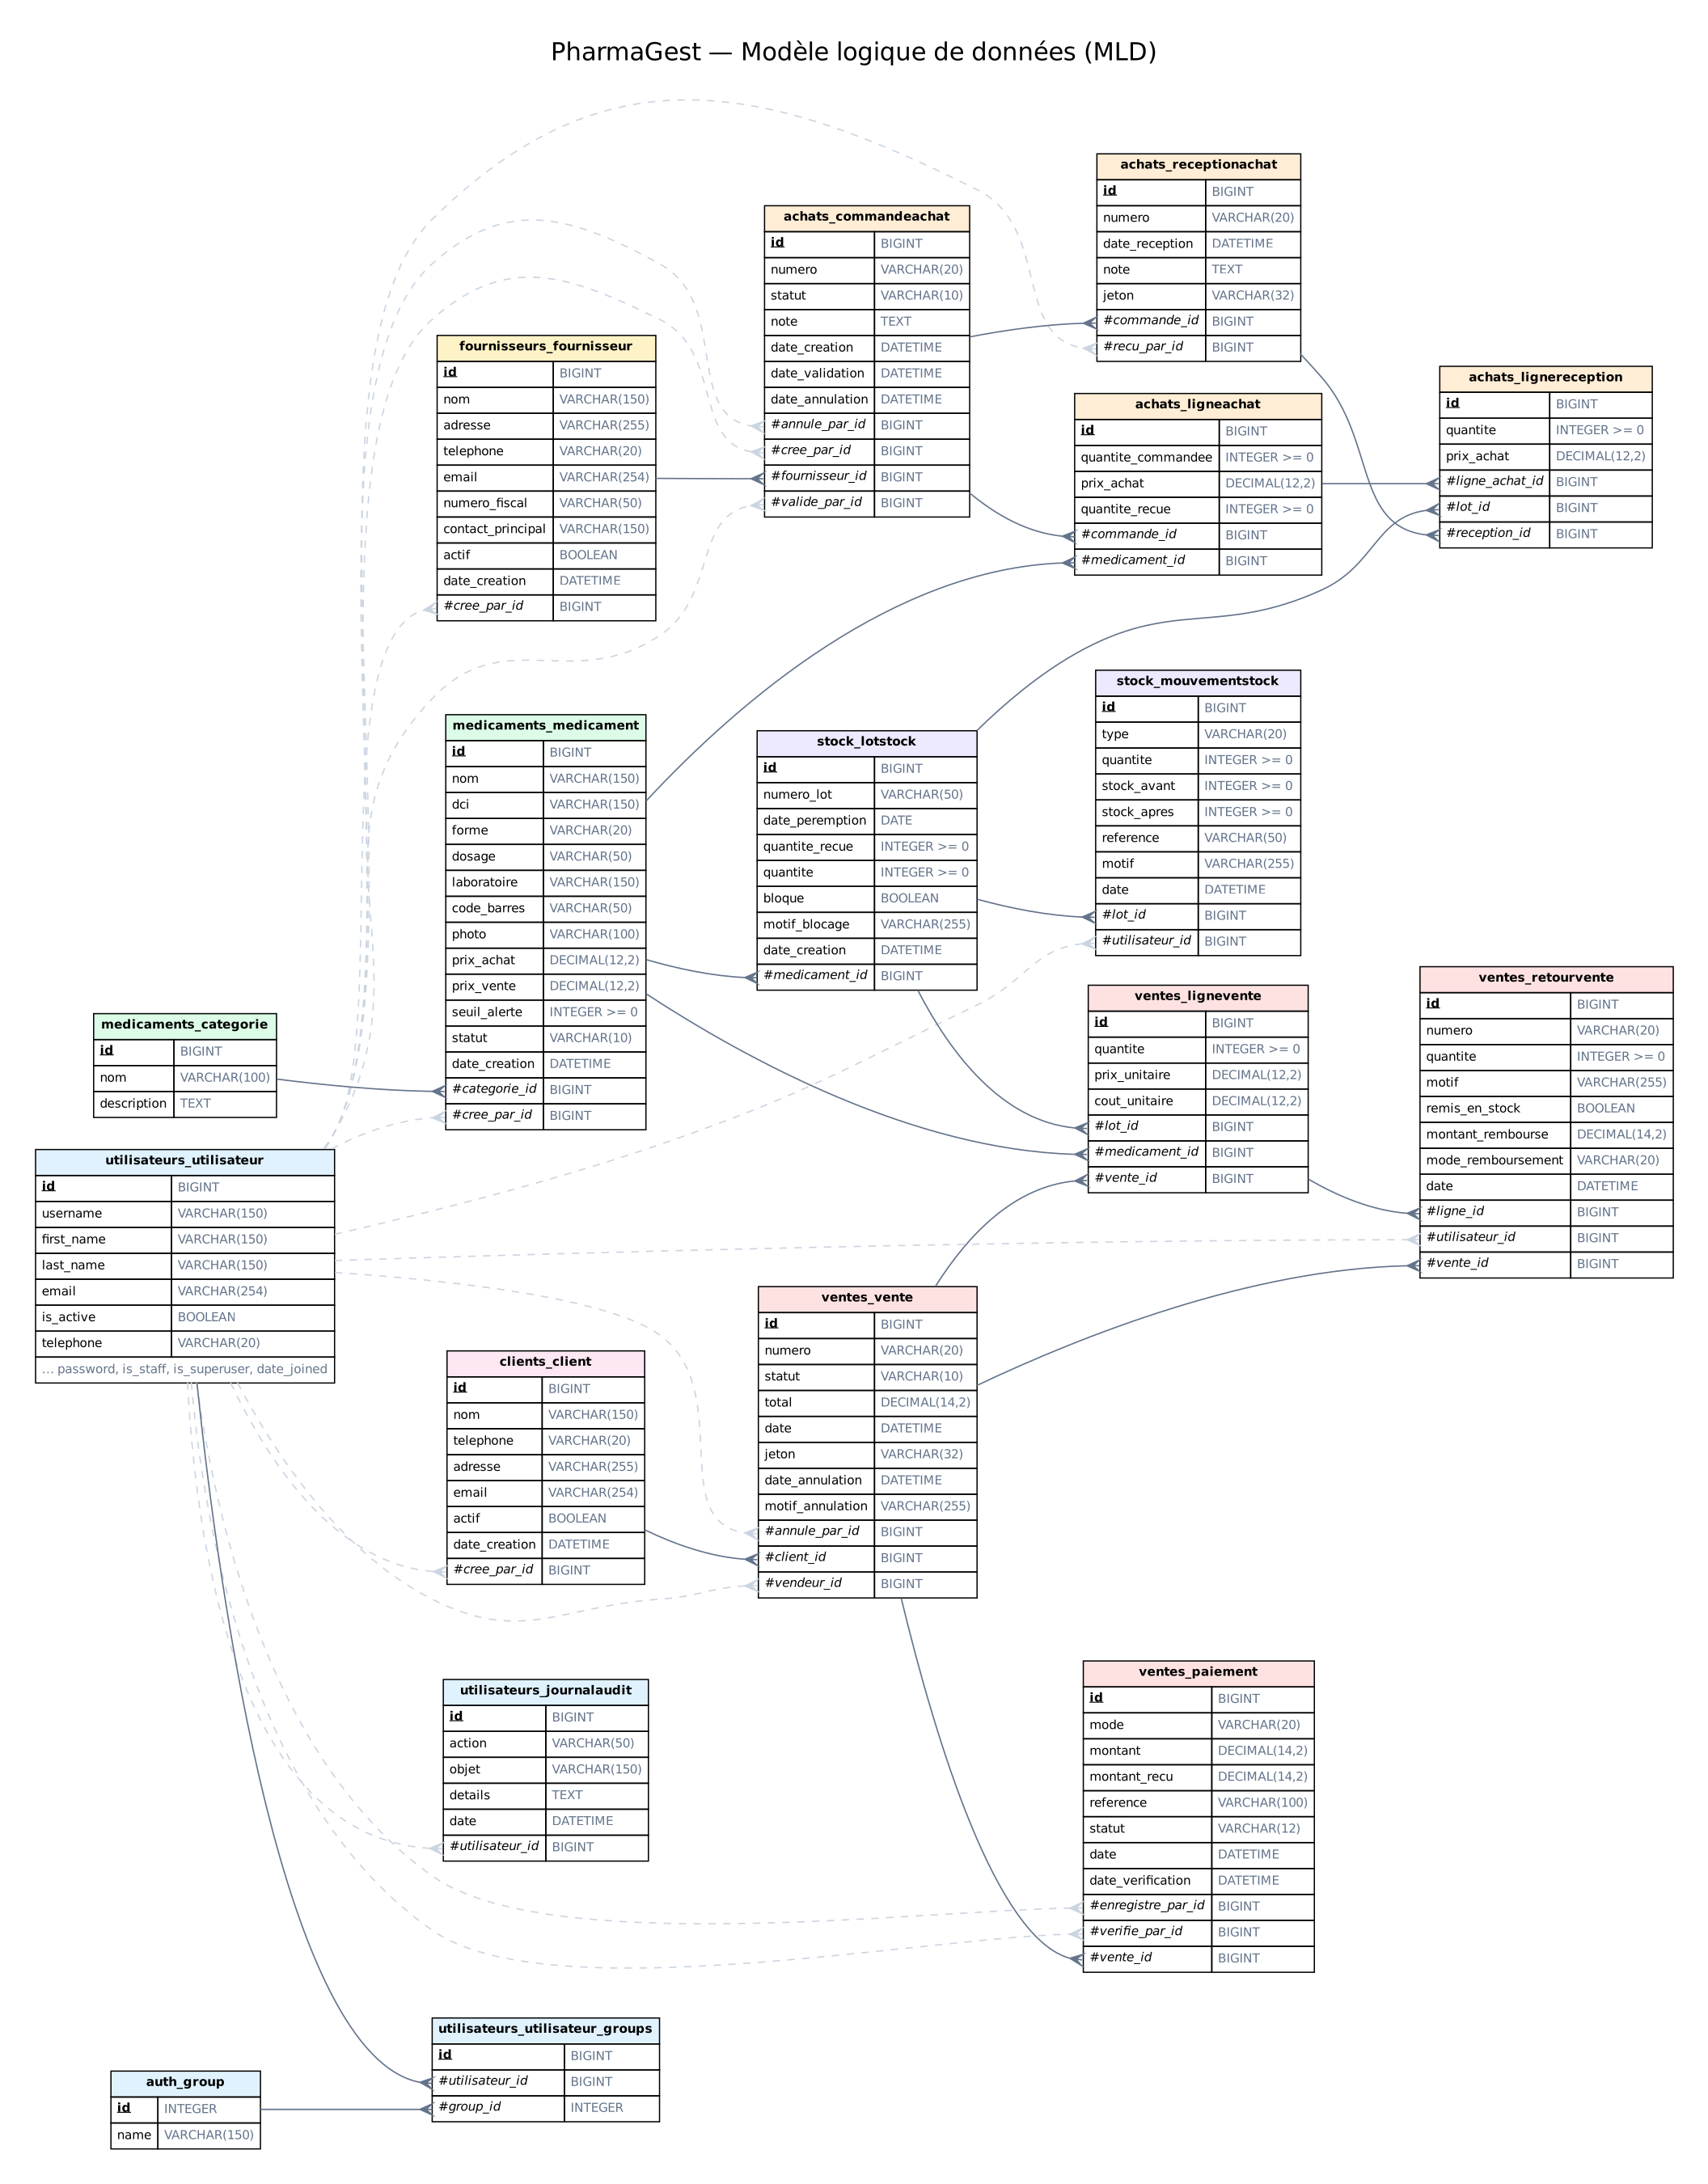 PharmaGest — Modèle logique de données (MLD)
achats_receptionachat
id BIGINT
numero VARCHAR(20)
date_reception DATETIME
note TEXT
jeton VARCHAR(32)
#commande_id BIGINT
#recu_par_id BIGINT
achats_commandeachat
id BIGINT
numero VARCHAR(20)
statut VARCHAR(10)
note TEXT
date_creation DATETIME
date_validation DATETIME
date_annulation DATETIME
#annule_par_id BIGINT
#cree_par_id BIGINT
#fournisseur_id BIGINT
#valide_par_id BIGINT
fournisseurs_fournisseur
id BIGINT
nom VARCHAR(150)
adresse VARCHAR(255)
telephone VARCHAR(20)
email VARCHAR(254)
numero_fiscal VARCHAR(50)
contact_principal VARCHAR(150)
actif BOOLEAN
date_creation DATETIME
#cree_par_id BIGINT
achats_ligneachat
id BIGINT
quantite_commandee INTEGER >= 0
prix_achat DECIMAL(12,2)
quantite_recue INTEGER >= 0
#commande_id BIGINT
#medicament_id BIGINT
achats_lignereception
id BIGINT
quantite INTEGER >= 0
prix_achat DECIMAL(12,2)
#ligne_achat_id BIGINT
#lot_id BIGINT
#reception_id BIGINT
medicaments_medicament
id BIGINT
nom VARCHAR(150)
dci VARCHAR(150)
forme VARCHAR(20)
dosage VARCHAR(50)
laboratoire VARCHAR(150)
code_barres VARCHAR(50)
photo VARCHAR(100)
prix_achat DECIMAL(12,2)
prix_vente DECIMAL(12,2)
seuil_alerte INTEGER >= 0
statut VARCHAR(10)
date_creation DATETIME
#categorie_id BIGINT
#cree_par_id BIGINT
stock_lotstock
id BIGINT
numero_lot VARCHAR(50)
date_peremption DATE
quantite_recue INTEGER >= 0
quantite INTEGER >= 0
bloque BOOLEAN
motif_blocage VARCHAR(255)
date_creation DATETIME
#medicament_id BIGINT
stock_mouvementstock
id BIGINT
type VARCHAR(20)
quantite INTEGER >= 0
stock_avant INTEGER >= 0
stock_apres INTEGER >= 0
reference VARCHAR(50)
motif VARCHAR(255)
date DATETIME
#lot_id BIGINT
#utilisateur_id BIGINT
medicaments_categorie
id BIGINT
nom VARCHAR(100)
description TEXT
ventes_lignevente
id BIGINT
quantite INTEGER >= 0
prix_unitaire DECIMAL(12,2)
cout_unitaire DECIMAL(12,2)
#lot_id BIGINT
#medicament_id BIGINT
#vente_id BIGINT
ventes_retourvente
id BIGINT
numero VARCHAR(20)
quantite INTEGER >= 0
motif VARCHAR(255)
remis_en_stock BOOLEAN
montant_rembourse DECIMAL(14,2)
mode_remboursement VARCHAR(20)
date DATETIME
#ligne_id BIGINT
#utilisateur_id BIGINT
#vente_id BIGINT
utilisateurs_utilisateur
id BIGINT
username VARCHAR(150)
first_name VARCHAR(150)
last_name VARCHAR(150)
email VARCHAR(254)
is_active BOOLEAN
telephone VARCHAR(20)
… password, is_staff, is_superuser, date_joined
clients_client
id BIGINT
nom VARCHAR(150)
telephone VARCHAR(20)
adresse VARCHAR(255)
email VARCHAR(254)
actif BOOLEAN
date_creation DATETIME
#cree_par_id BIGINT
ventes_vente
id BIGINT
numero VARCHAR(20)
statut VARCHAR(10)
total DECIMAL(14,2)
date DATETIME
jeton VARCHAR(32)
date_annulation DATETIME
motif_annulation VARCHAR(255)
#annule_par_id BIGINT
#client_id BIGINT
#vendeur_id BIGINT
utilisateurs_journalaudit
id BIGINT
action VARCHAR(50)
objet VARCHAR(150)
details TEXT
date DATETIME
#utilisateur_id BIGINT
ventes_paiement
id BIGINT
mode VARCHAR(20)
montant DECIMAL(14,2)
montant_recu DECIMAL(14,2)
reference VARCHAR(100)
statut VARCHAR(12)
date DATETIME
date_verification DATETIME
#enregistre_par_id BIGINT
#verifie_par_id BIGINT
#vente_id BIGINT
utilisateurs_utilisateur_groups
id BIGINT
#utilisateur_id BIGINT
#group_id INTEGER
auth_group
id INTEGER
name VARCHAR(150)